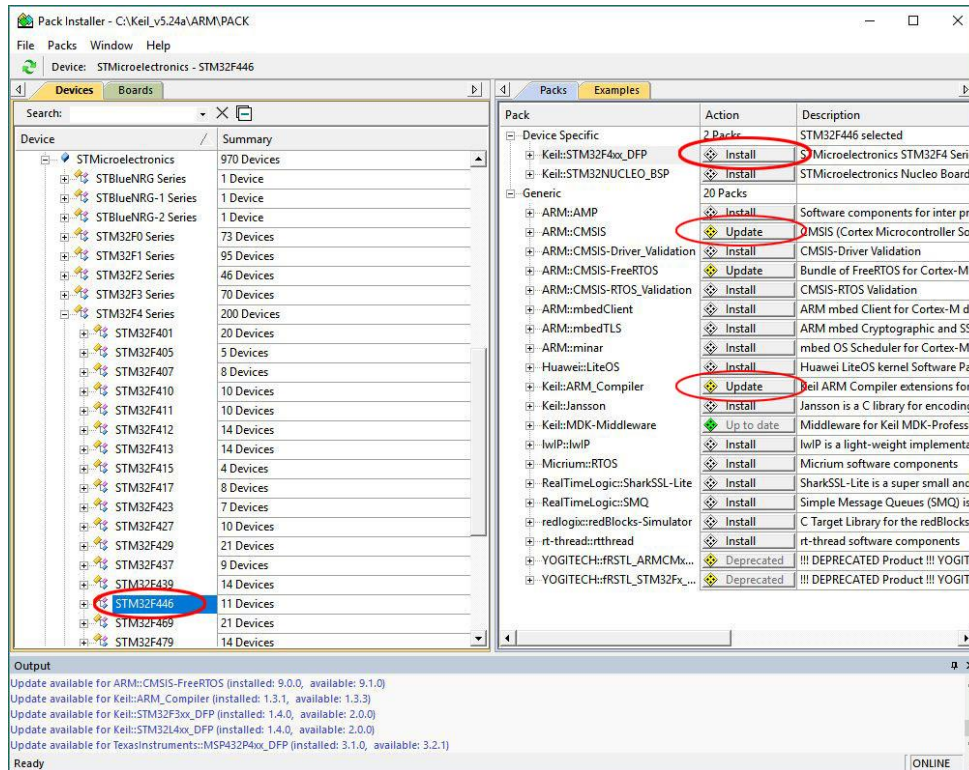 Pack Installer - C:\Keil_v5.24a\ARM\PACK
File Packs Window Help
Device: STMicroelectronics - STM32F446
Devices Boards
Search:
Device / Summary
STMicroelectronics 970 Devices
STBlueNRG Series 1 Device
STBlueNRG-1 Series 1 Device
STBlueNRG-2 Series 1 Device
STM32F0 Series 73 Devices
STM32F1 Series 95 Devices
STM32F2 Series 46 Devices
STM32F3 Series 70 Devices
STM32F4 Series 200 Devices
STM32F401 20 Devices
STM32F405 5 Devices
STM32F407 8 Devices
STM32F410 10 Devices
STM32F411 10 Devices
STM32F412 14 Devices
STM32F413 14 Devices
STM32F415 4 Devices
STM32F417 8 Devices
STM32F423 7 Devices
STM32F427 10 Devices
STM32F429 21 Devices
STM32F437 9 Devices
STM32F439 14 Devices
STM32F446 11 Devices
STM32F469 21 Devices
STM32F479 14 Devices
Packs Examples
Pack Action Description
Device Specific 2 Packs STM32F446 selected
Keil::STM32F4xx_DFP Install STMicroelectronics STM32F4 Seri
Keil::STM32NUCLEO_BSP Install STMicroelectronics Nucleo Board
Generic 20 Packs
ARM::AMP Install Software components for inter pr
ARM::CMSIS Update CMSIS (Cortex Microcontroller So
ARM::CMSIS-Driver_Validation Install CMSIS-Driver Validation
ARM::CMSIS-FreeRTOS Update Bundle of FreeRTOS for Cortex-M
ARM::CMSIS-RTOS_Validation Install CMSIS-RTOS Validation
ARM::mbedClient Install ARM mbed Client for Cortex-M d
ARM::mbedTLS Install ARM mbed Cryptographic and SS
ARM::minar Install mbed OS Scheduler for Cortex-M
Huawei::LiteOS Install Huawei LiteOS kernel Software Pa
Keil::ARM_Compiler Update Keil ARM Compiler extensions for
Keil::Jansson Install Jansson is a C library for encoding
Keil::MDK-Middleware Up to date Middleware for Keil MDK-Profess
lwIP::lwIP Install lwIP is a light-weight implementa
Micrium::RTOS Install Micrium software components
RealTimeLogic::SharkSSL-Lite Install SharkSSL-Lite is a super small and
RealTimeLogic::SMQ Install Simple Message Queues (SMQ) is
redlogix::redBlocks-Simulator Install C Target Library for the redBlocks
rt-thread::rtthread Install rt-thread software components
YOGITECH::fRSTL_ARMCMx... Deprecated !!! DEPRECATED Product !!! YOGIT
YOGITECH::fRSTL_STM32Fx_... Deprecated !!! DEPRECATED Product !!! YOGIT
Output
Update available for ARM::CMSIS-FreeRTOS (installed: 9.0.0, available: 9.1.0)
Update available for Keil::ARM_Compiler (installed: 1.3.1, available: 1.3.3)
Update available for Keil::STM32F3xx_DFP (installed: 1.4.0, available: 2.0.0)
Update available for Keil::STM32L4xx_DFP (installed: 1.4.0, available: 2.0.0)
Update available for TexasInstruments::MSP432P4xx_DFP (installed: 3.1.0, available: 3.2.1)
Ready ONLINE